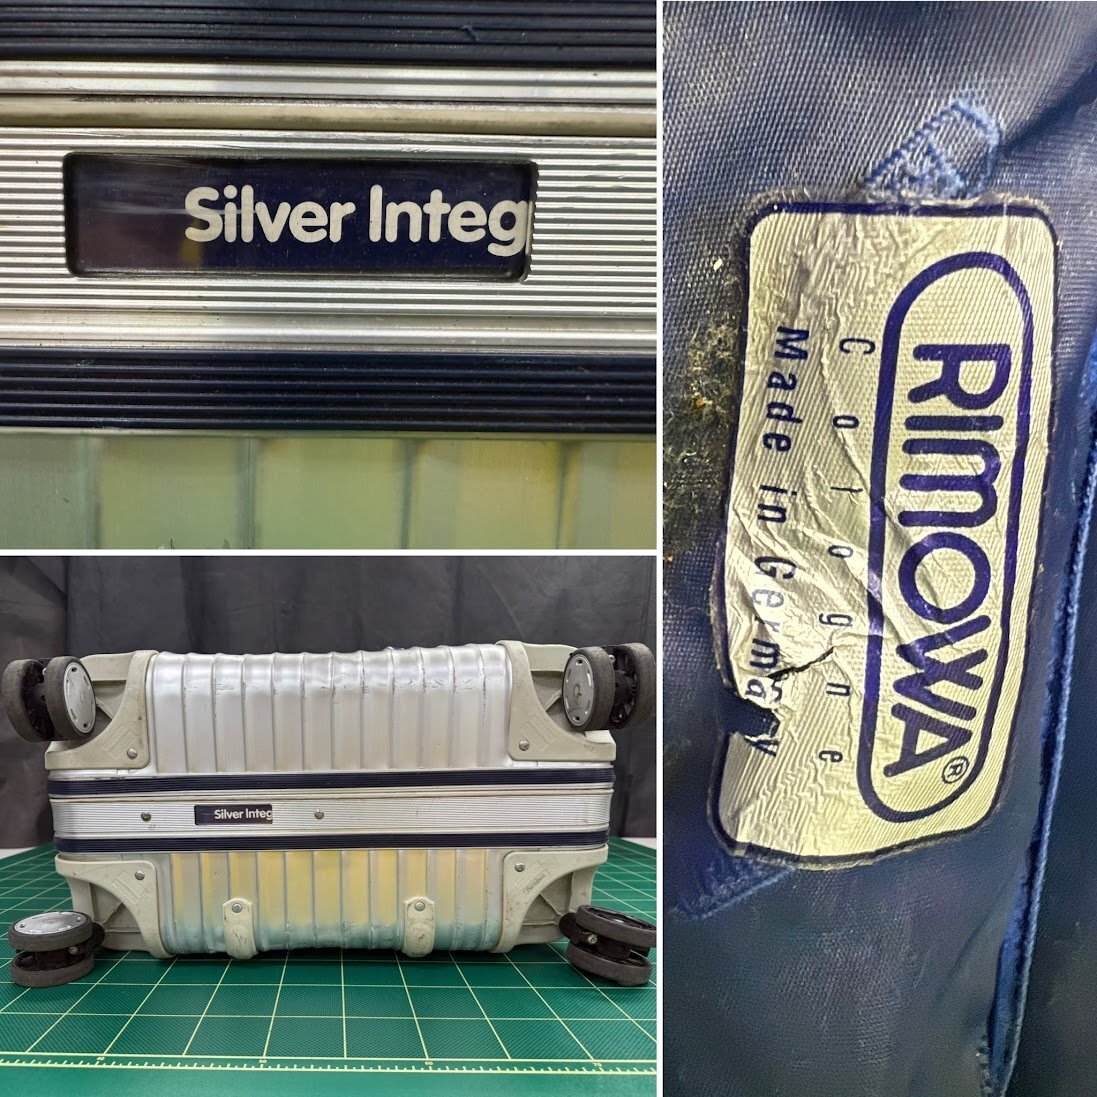 Silver Integ
RIMOWA®
Cologne
Made in Germany
Silver Integ